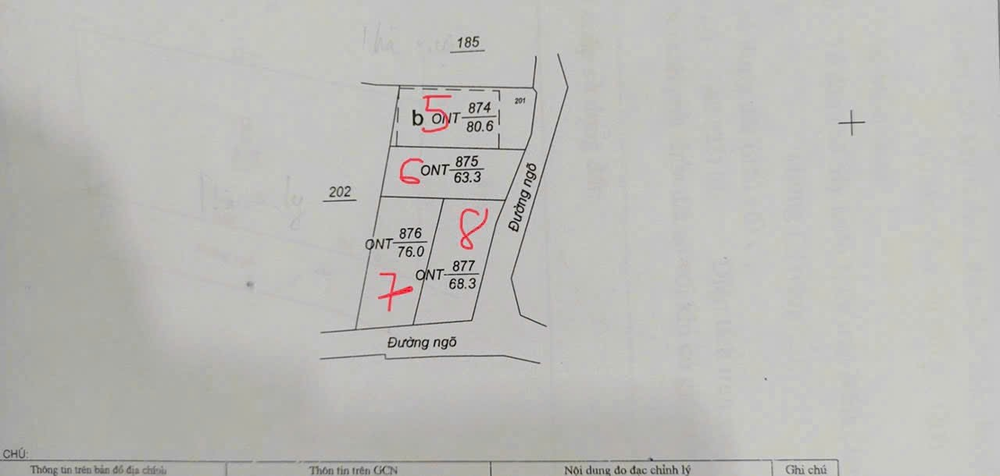 185
b 5 ONT 874
80.6
201
6 ONT 875
63.3
202
Đường ngõ
8
ONT 876
76.0
ONT 877
68.3
7
Đường ngõ
CHÚ:
Thông tin trên bản đồ địa chính
Thôn tin trên GCN
Nội dung đo đạc chỉnh lý
Ghi chú